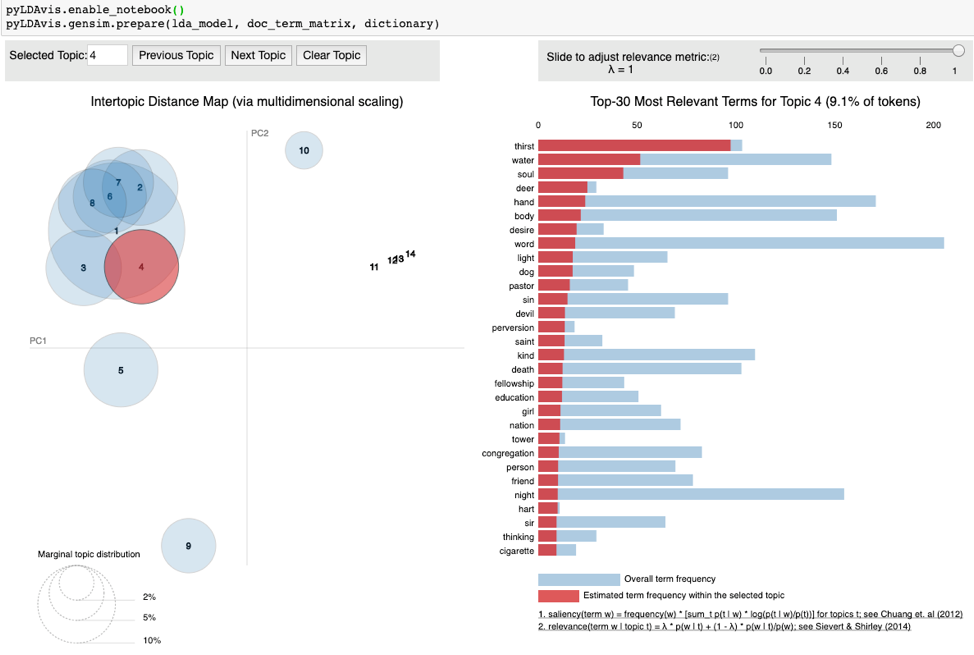 pyLDAvis.enable_notebook()
pyLDAvis.gensim.prepare(lda_model, doc_term_matrix, dictionary)
Selected Topic: 4 Previous Topic Next Topic Clear Topic
Slide to adjust relevance metric:(2)
λ = 1
0.0 0.2 0.4 0.6 0.8 1
Intertopic Distance Map (via multidimensional scaling)
PC2
PC1
10
7
2
6
8
1
3
4
11
12
13
14
5
9
Marginal topic distribution
2%
5%
10%
Top-30 Most Relevant Terms for Topic 4 (9.1% of tokens)
0 50 100 150 200
thirst
water
soul
deer
hand
body
desire
word
light
dog
pastor
sin
devil
perversion
saint
kind
death
fellowship
education
girl
nation
tower
congregation
person
friend
night
hart
sir
thinking
cigarette
Overall term frequency
Estimated term frequency within the selected topic
1. saliency(term w) = frequency(w) * [sum_t p(t | w) * log(p(t | w)/p(t))] for topics t; see Chuang et. al (2012)
2. relevance(term w | topic t) = λ * p(w | t) + (1 - λ) * p(w | t)/p(w); see Sievert & Shirley (2014)